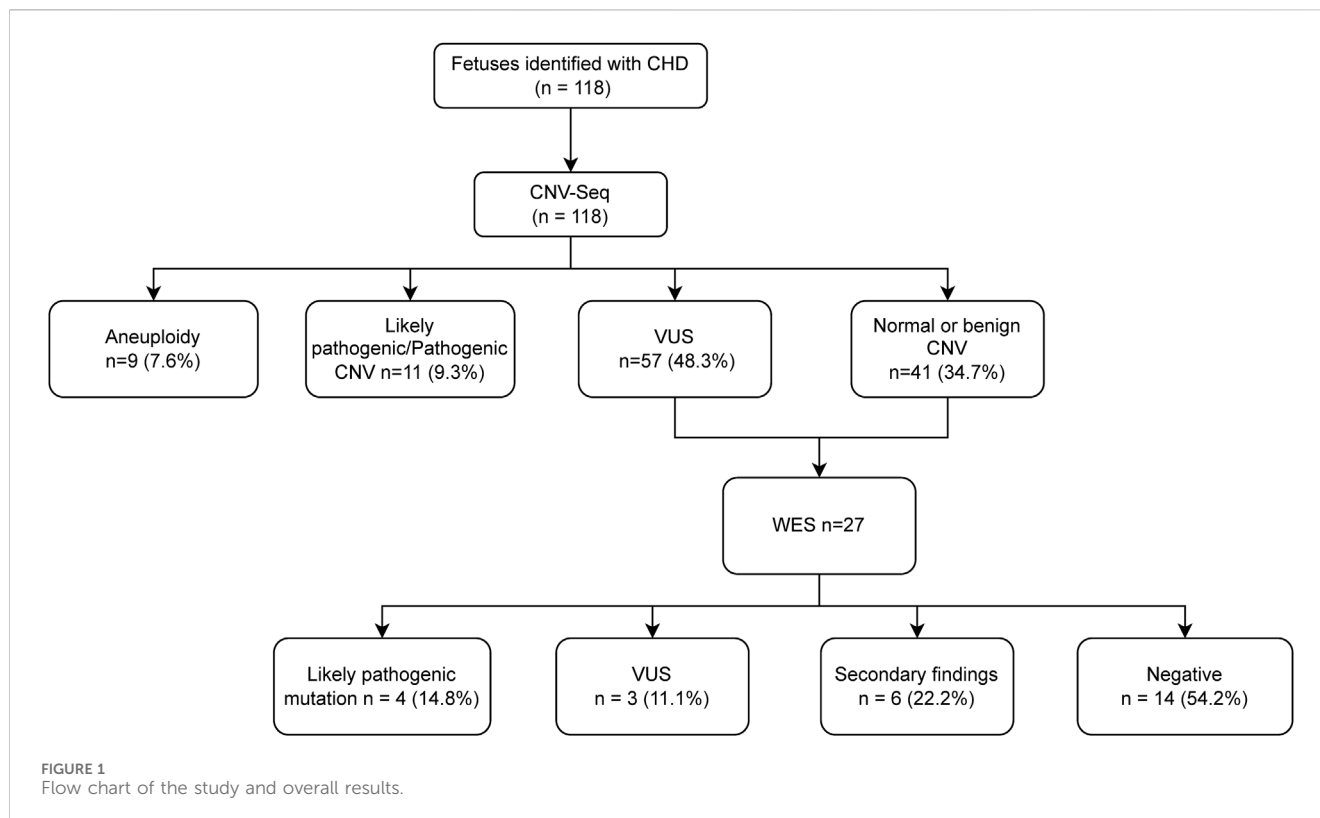 Fetuses identified with CHD
(n = 118)
CNV-Seq
(n = 118)
Aneuploidy
n=9 (7.6%)
Likely
pathogenic/Pathogenic
CNV n=11 (9.3%)
VUS
n=57 (48.3%)
Normal or benign
CNV
n=41 (34.7%)
WES n=27
Likely pathogenic
mutation n = 4 (14.8%)
VUS
n = 3 (11.1%)
Secondary findings
n = 6 (22.2%)
Negative
n = 14 (54.2%)
FIGURE 1
Flow chart of the study and overall results.